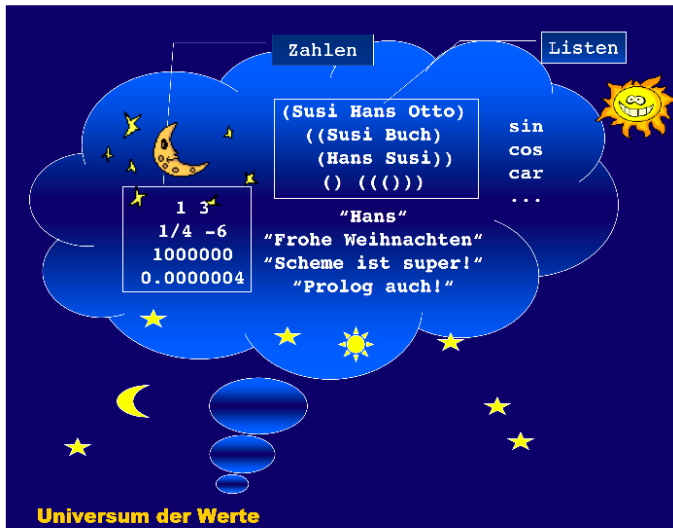 Zahlen
Listen
(Susi Hans Otto)
((Susi Buch)
(Hans Susi))
() ((()))
sin
cos
car
...
1 3
1/4 -6
1000000
0.0000004
“Hans“
“Frohe Weihnachten“
“Scheme ist super!“
“Prolog auch!“
Universum der Werte